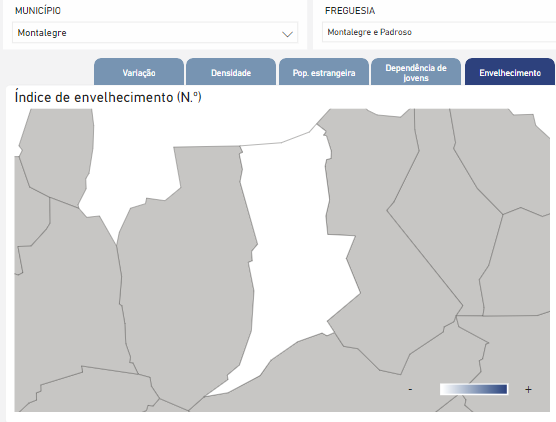 MUNICÍPIO
FREGUESIA
Montalegre
Montalegre e Padroso
Variação
Densidade
Pop. estrangeira
Dependência de
jovens
Envelhecimento
Índice de envelhecimento (N.º)
- +